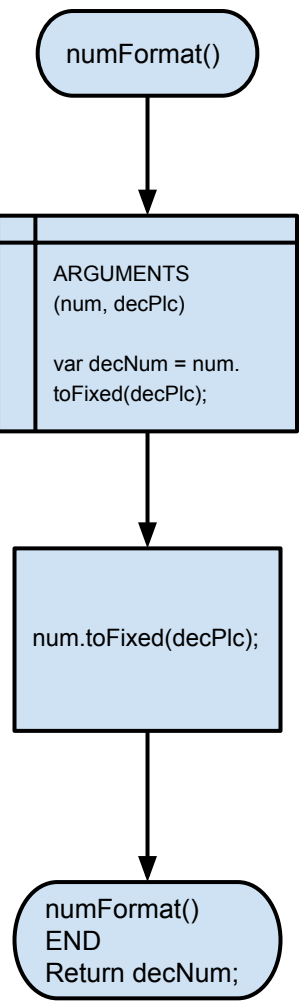 numFormat()
ARGUMENTS
(num, decPlc)
var decNum = num.
toFixed(decPlc);
num.toFixed(decPlc);
numFormat()
END
Return decNum;